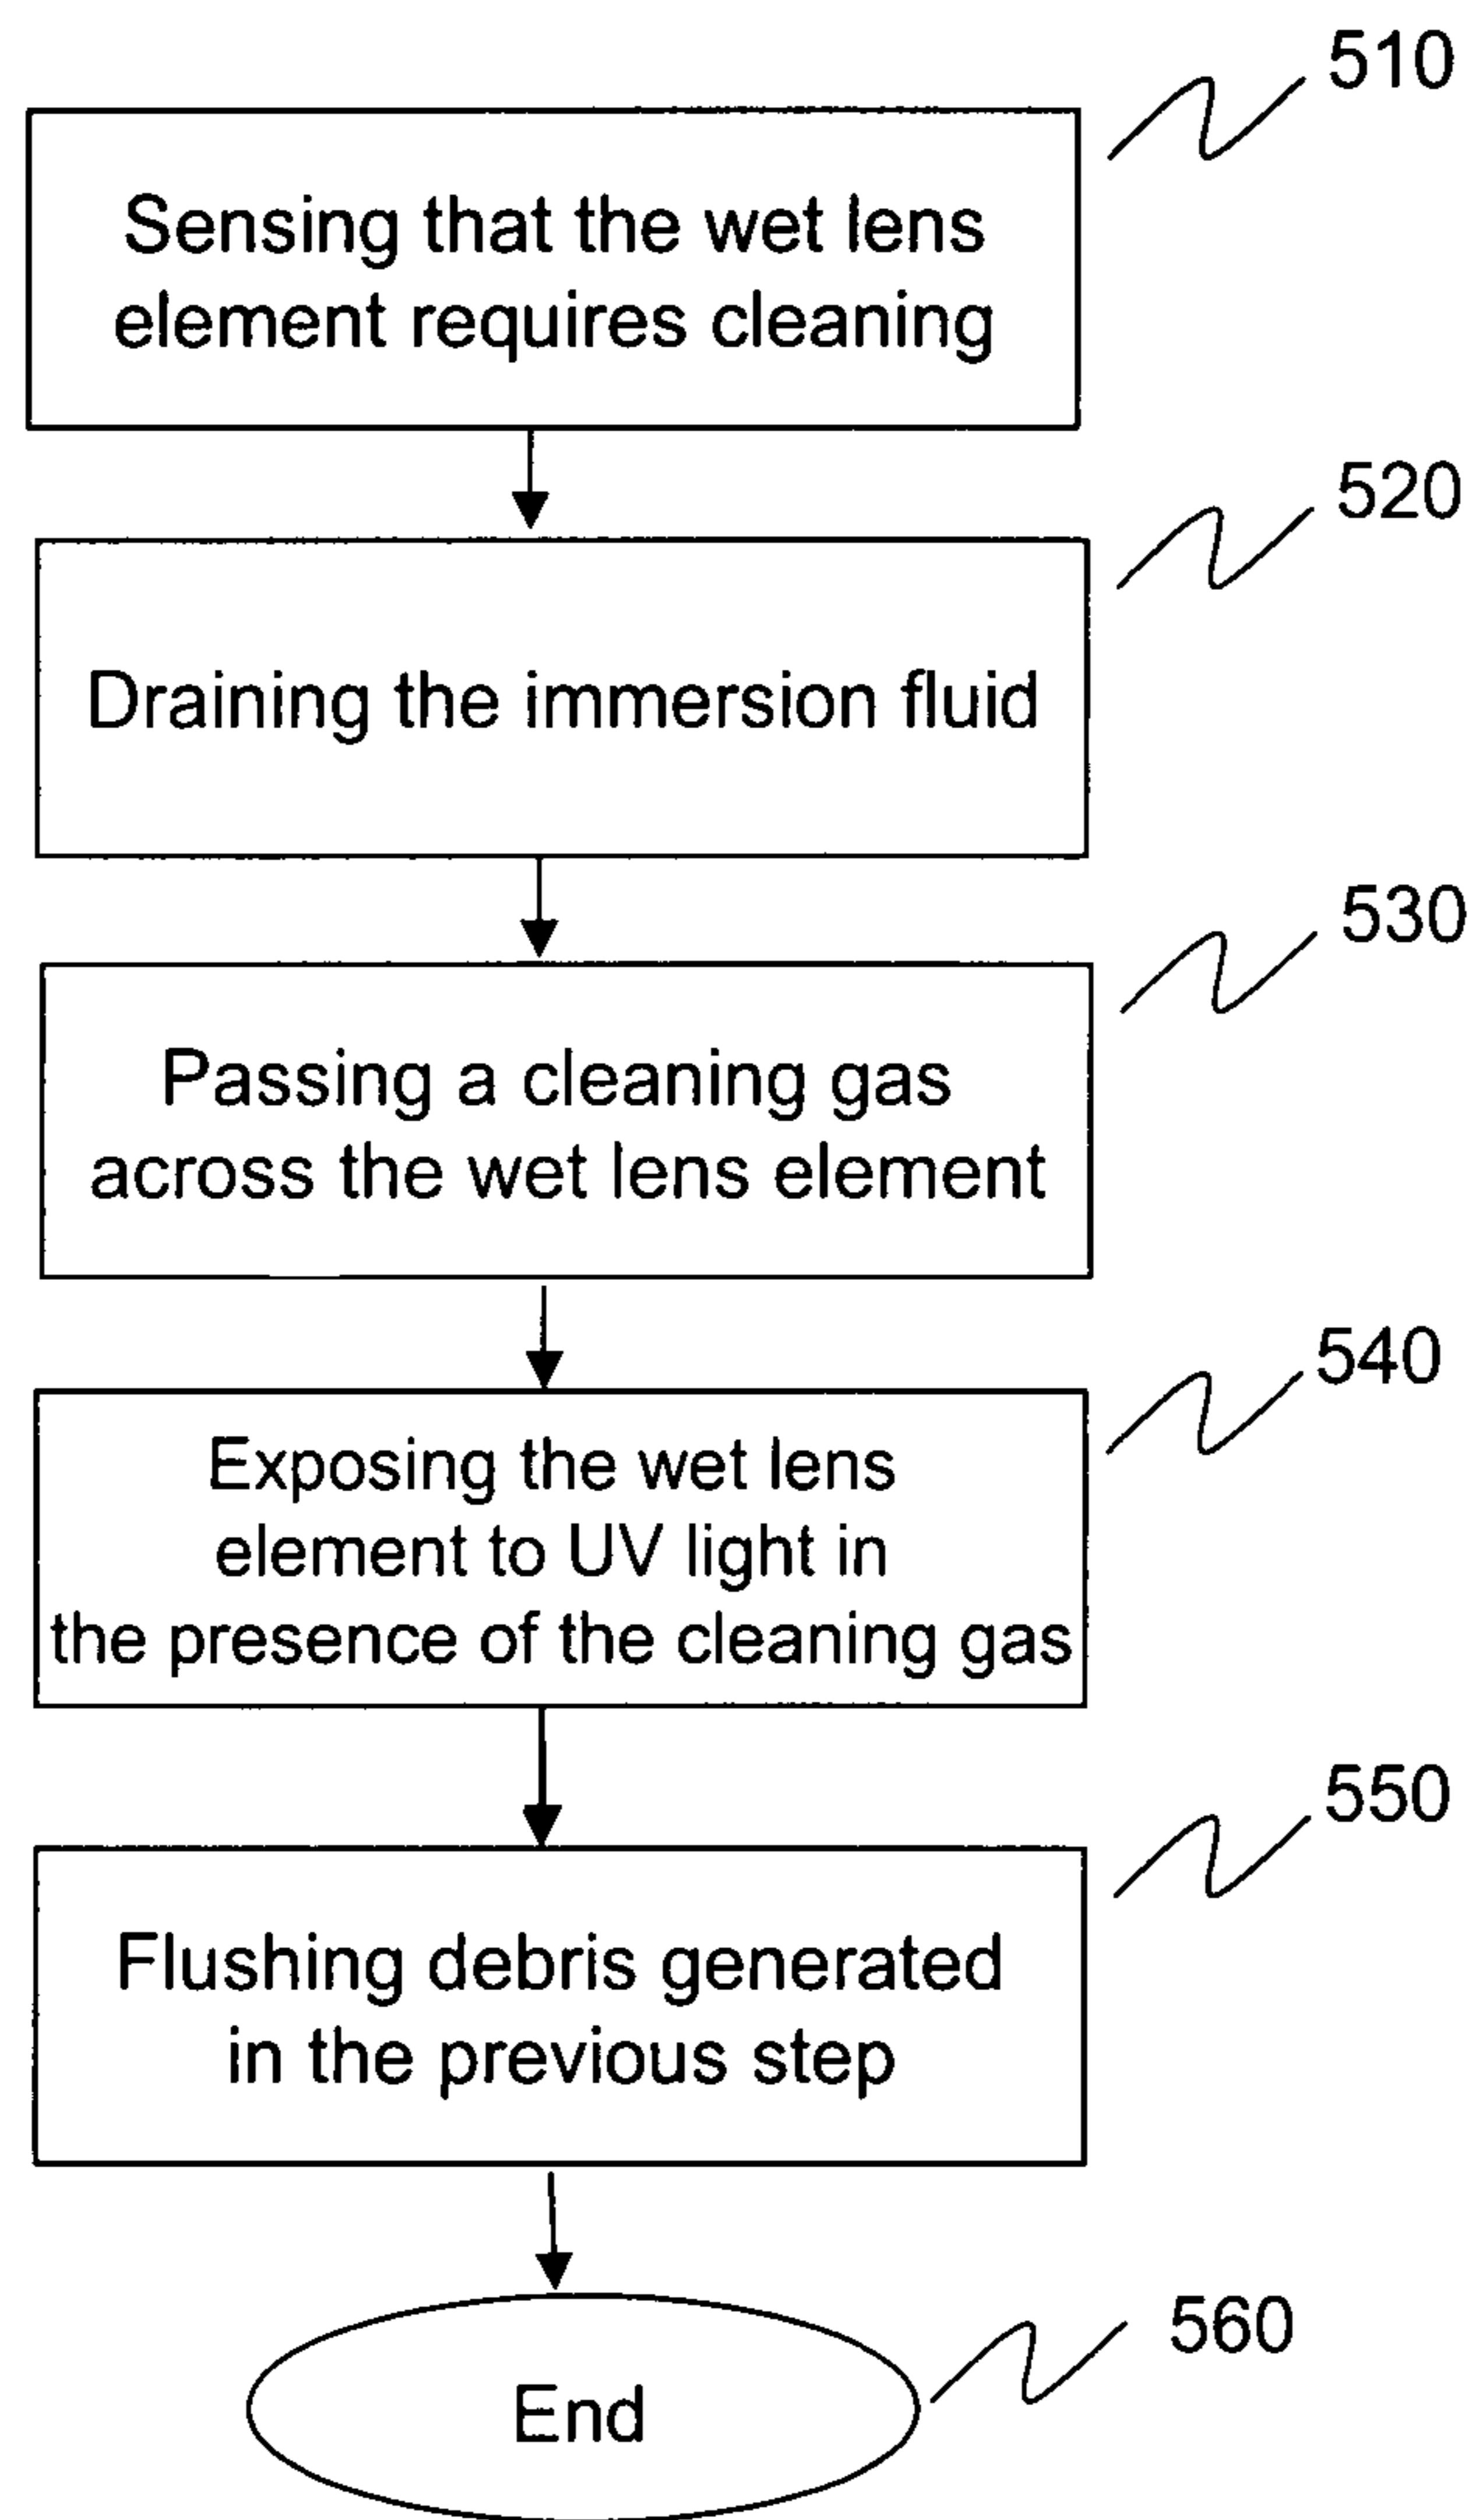 510
Sensing that the wet lens
element requires cleaning
520
Draining the immersion fluid
530
Passing a cleaning gas
across the wet lens element
540
Exposing the wet lens
element to UV light in
the presence of the cleaning gas
550
Flushing debris generated
in the previous step
560
End